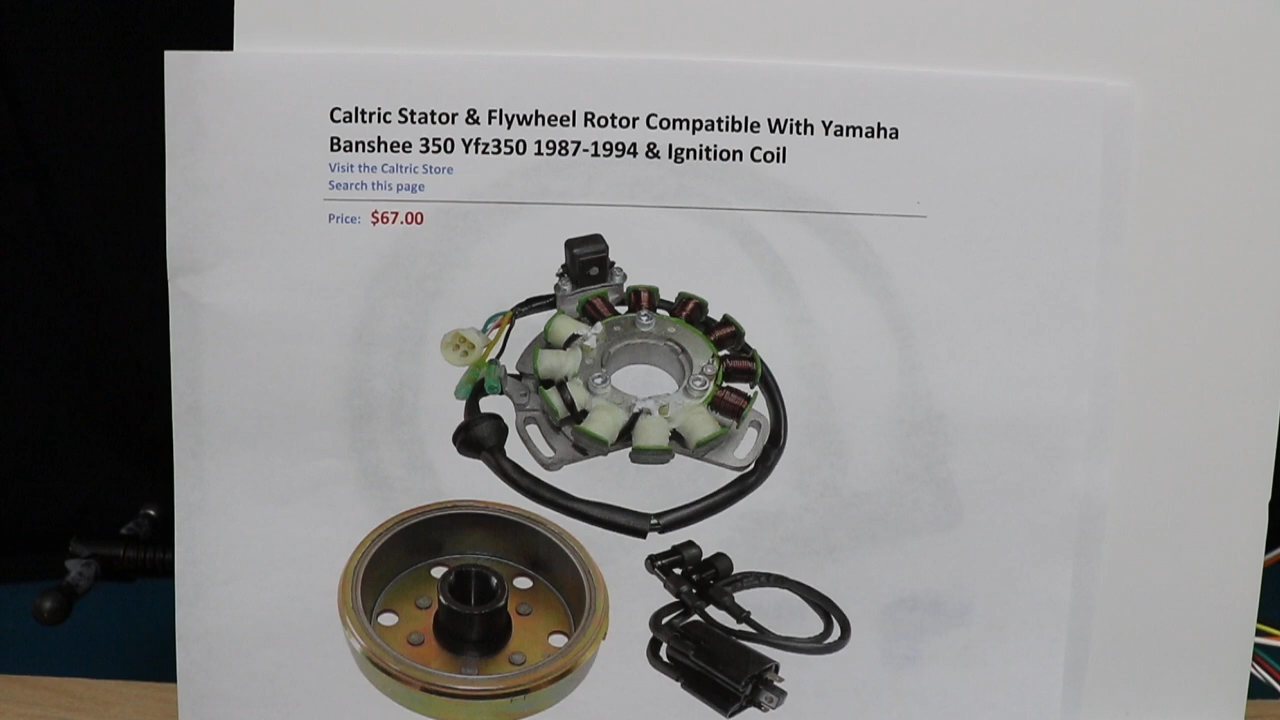 Caltric Stator & Flywheel Rotor Compatible With Yamaha
Banshee 350 Yfz350 1987-1994 & Ignition Coil
Visit the Caltric Store
Search this page
Price: $67.00